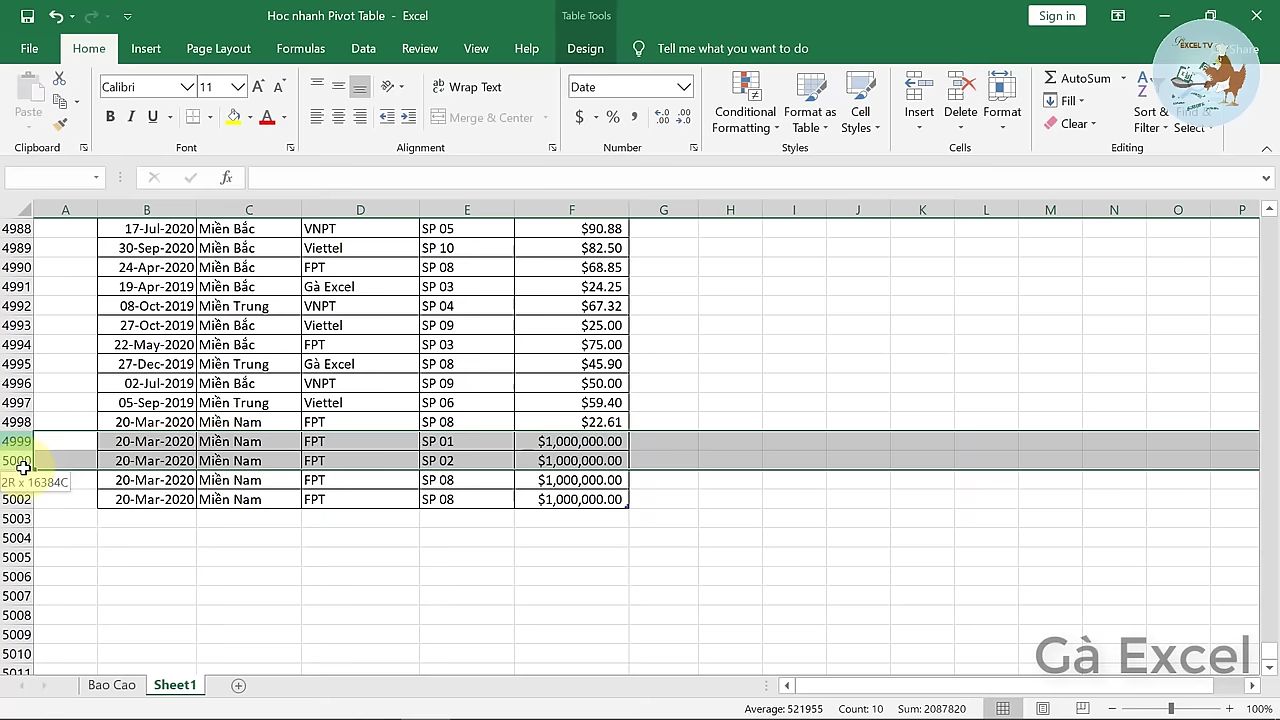 Hoc nhanh Pivot Table - Excel
Table Tools
Sign in
File Home Insert Page Layout Formulas Data Review View Help Design Tell me what you want to do Share
EXCEL TV
Paste
Calibri 11
Wrap Text
Merge & Center
Date
Conditional Formatting
Format as Table
Cell Styles
Insert Delete Format
AutoSum
Fill
Clear
Sort & Filter
Find & Select
Clipboard Font Alignment Number Styles Cells Editing
fx
A B C D E F G H I J K L M N O P
4988 17-Jul-2020 Miền Bắc VNPT SP 05 $90.88
4989 30-Sep-2020 Miền Bắc Viettel SP 10 $82.50
4990 24-Apr-2020 Miền Bắc FPT SP 08 $68.85
4991 19-Apr-2019 Miền Bắc Gà Excel SP 03 $24.25
4992 08-Oct-2019 Miền Trung VNPT SP 04 $67.32
4993 27-Oct-2019 Miền Bắc Viettel SP 09 $25.00
4994 22-May-2020 Miền Bắc FPT SP 03 $75.00
4995 27-Dec-2019 Miền Trung Gà Excel SP 08 $45.90
4996 02-Jul-2019 Miền Bắc VNPT SP 09 $50.00
4997 05-Sep-2019 Miền Trung Viettel SP 06 $59.40
4998 20-Mar-2020 Miền Nam FPT SP 08 $22.61
4999 20-Mar-2020 Miền Nam FPT SP 01 $1,000,000.00
5000 20-Mar-2020 Miền Nam FPT SP 02 $1,000,000.00
2R x 16384C 20-Mar-2020 Miền Nam FPT SP 08 $1,000,000.00
5002 20-Mar-2020 Miền Nam FPT SP 08 $1,000,000.00
5003
5004
5005
5006
5007
5008
5009
5010
5011
Gà Excel
Bao Cao Sheet1
Average: 521955 Count: 10 Sum: 2087820 100%